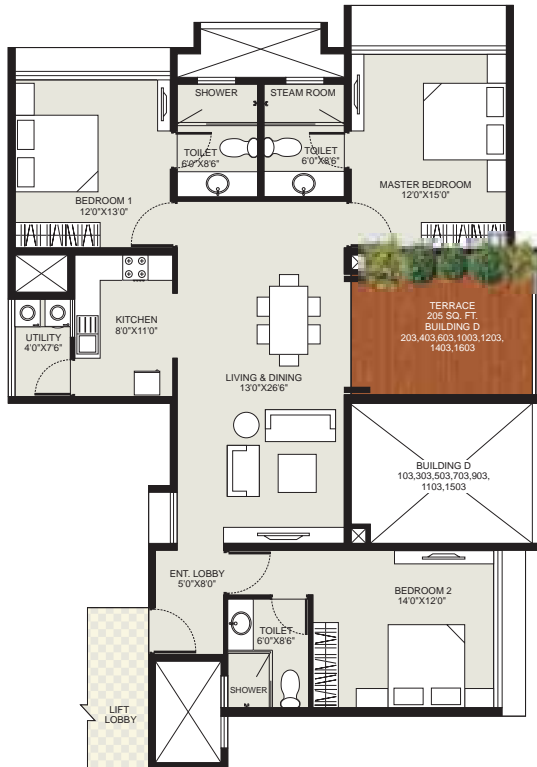 SHOWER
STEAM ROOM
TOILET
6'0"X8'6"
TOILET
6'0"X8'6"
BEDROOM 1
12'0"X13'0"
MASTER BEDROOM
12'0"X15'0"
KITCHEN
8'0"X11'0"
UTILITY
4'0"X7'6"
TERRACE
205 SQ. FT.
BUILDING D
203,403,603,1003,1203,
1403,1603
LIVING & DINING
13'0"X26'6"
BUILDING D
103,303,503,703,903,
1103,1503
ENT. LOBBY
5'0"X8'0"
BEDROOM 2
14'0"X12'0"
TOILET
6'0"X8'6"
SHOWER
LIFT
LOBBY